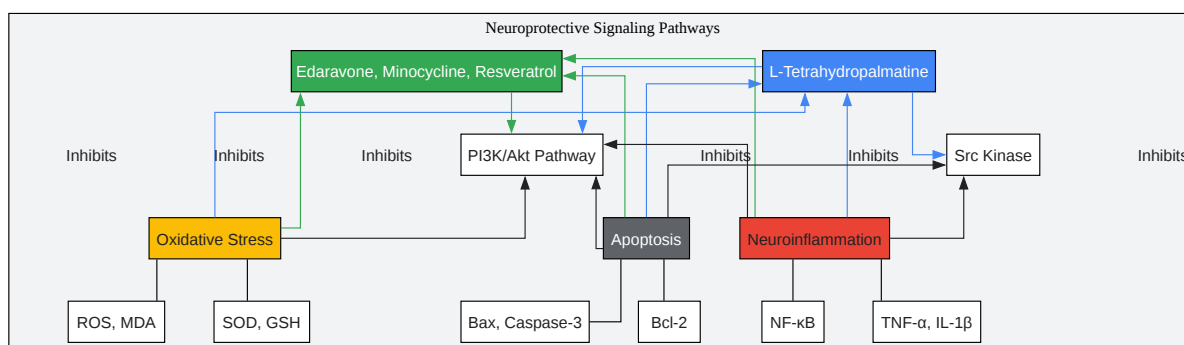 Neuroprotective Signaling Pathways
Edaravone, Minocycline, Resveratrol
L-Tetrahydropalmatine
Inhibits
Inhibits
Inhibits
PI3K/Akt Pathway
Inhibits
Inhibits
Src Kinase
Inhibits
Oxidative Stress
Apoptosis
Neuroinflammation
ROS, MDA
SOD, GSH
Bax, Caspase-3
Bcl-2
NF-κB
TNF-α, IL-1β